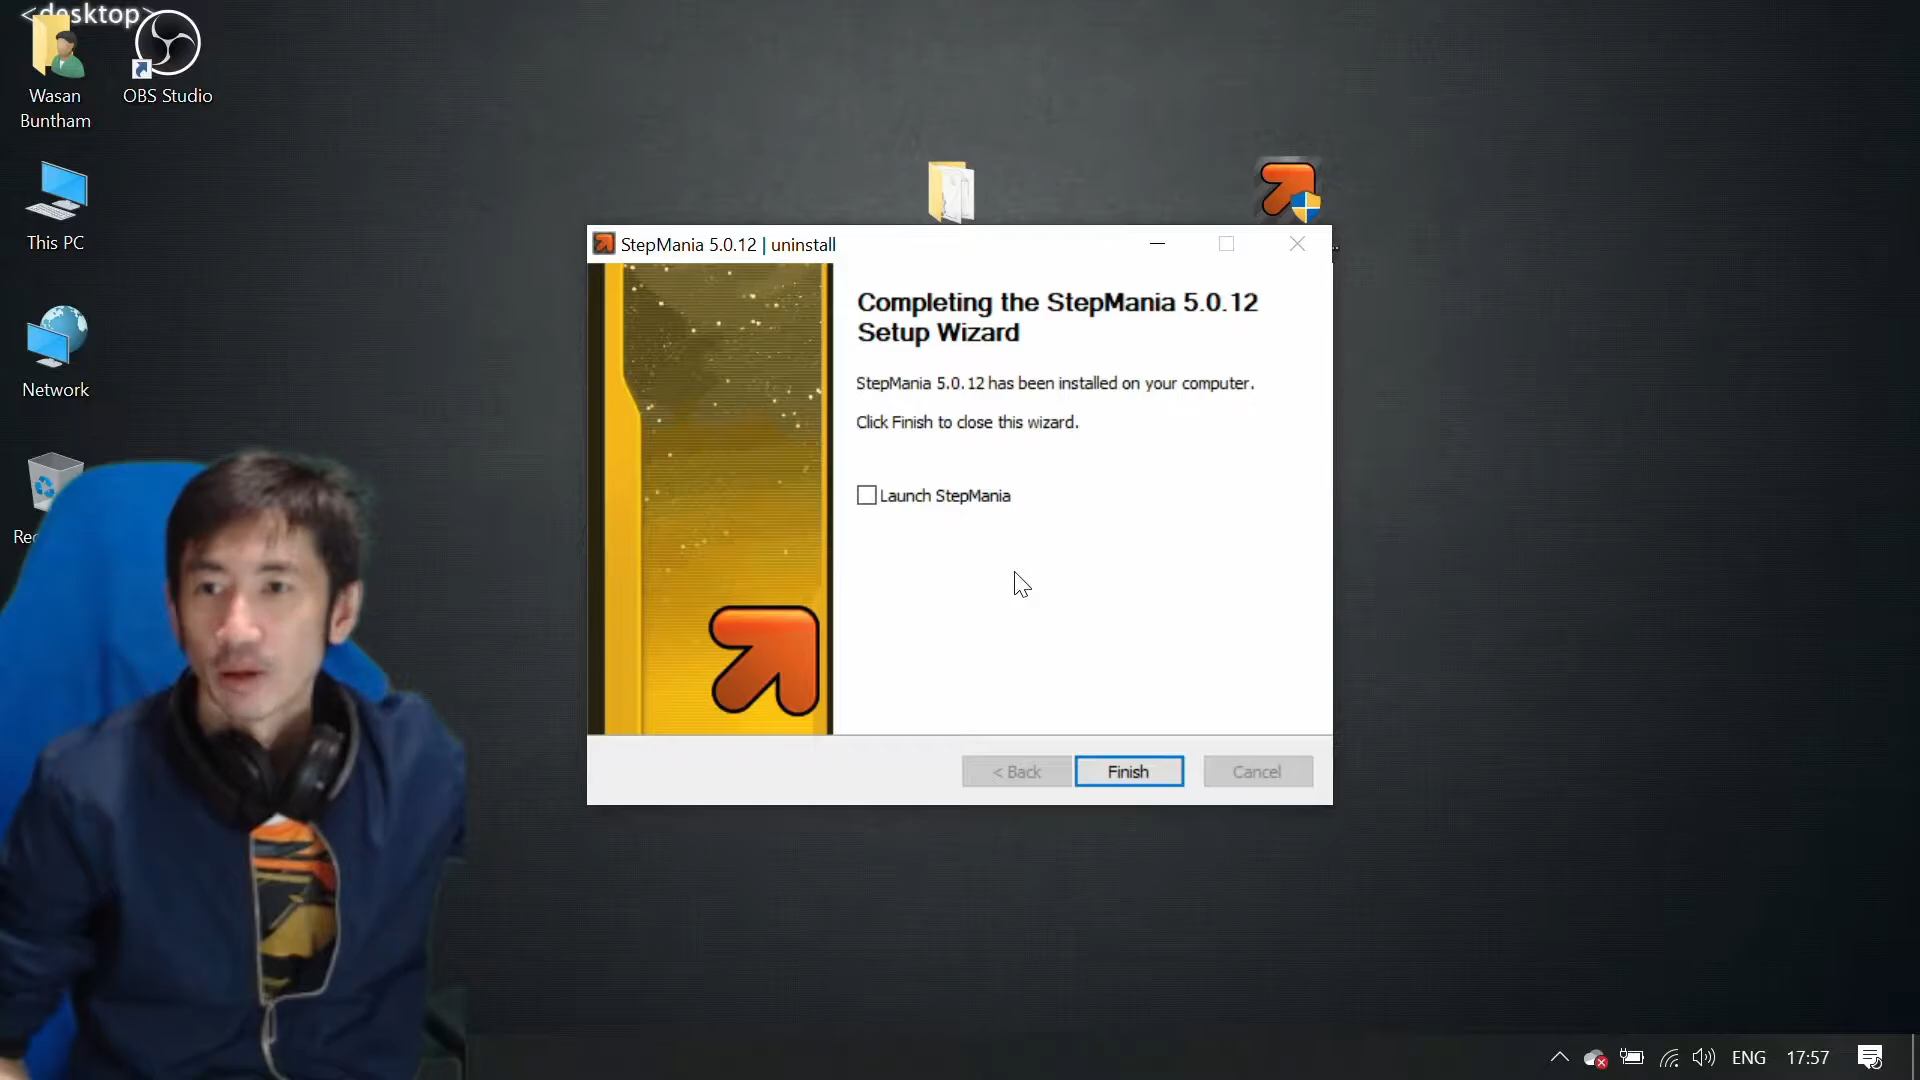 <desktop>
Wasan
Buntham
OBS Studio
This PC
Network
StepMania 5.0.12 | uninstall
Completing the StepMania 5.0.12
Setup Wizard
StepMania 5.0.12 has been installed on your computer.
Click Finish to close this wizard.
Launch StepMania
< Back
Finish
Cancel
ENG
17:57